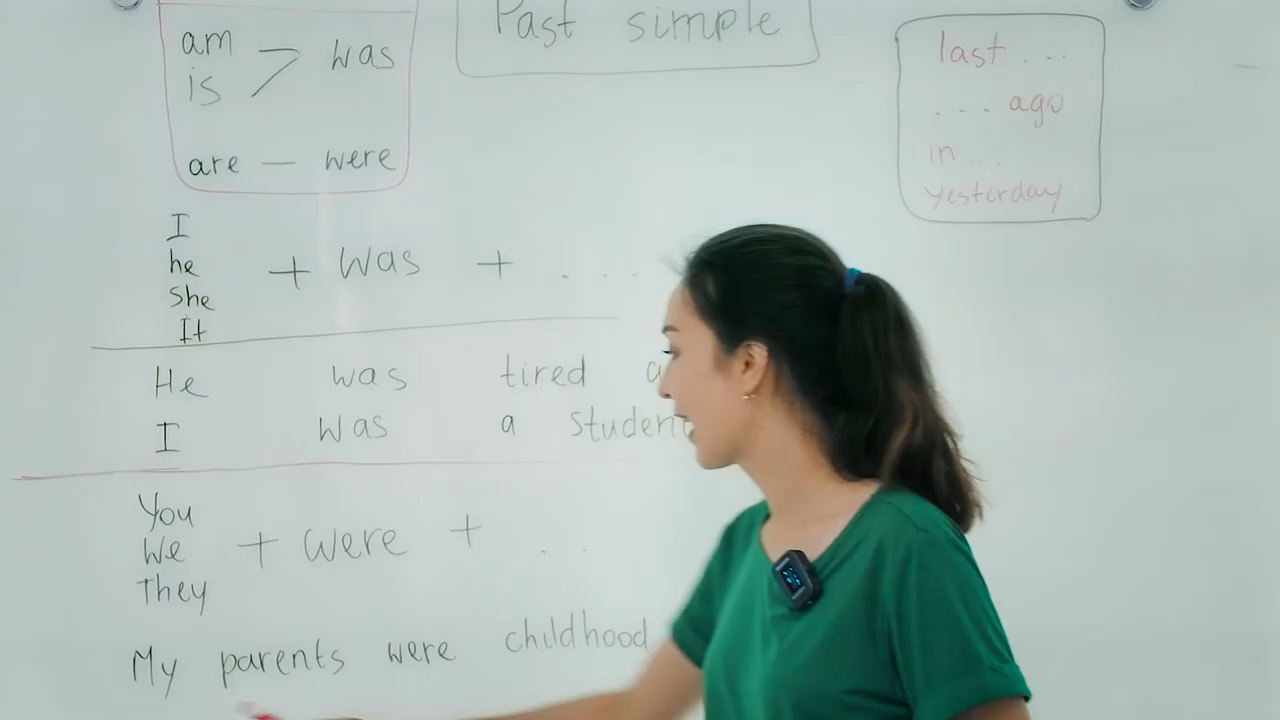 am
is
was
are — were
Past simple
last ...
... ago
in ...
yesterday
I
he
she
It
+ was + ....
He was tired a
I was a student
You
We
They
+ were + ...
My parents were childhood